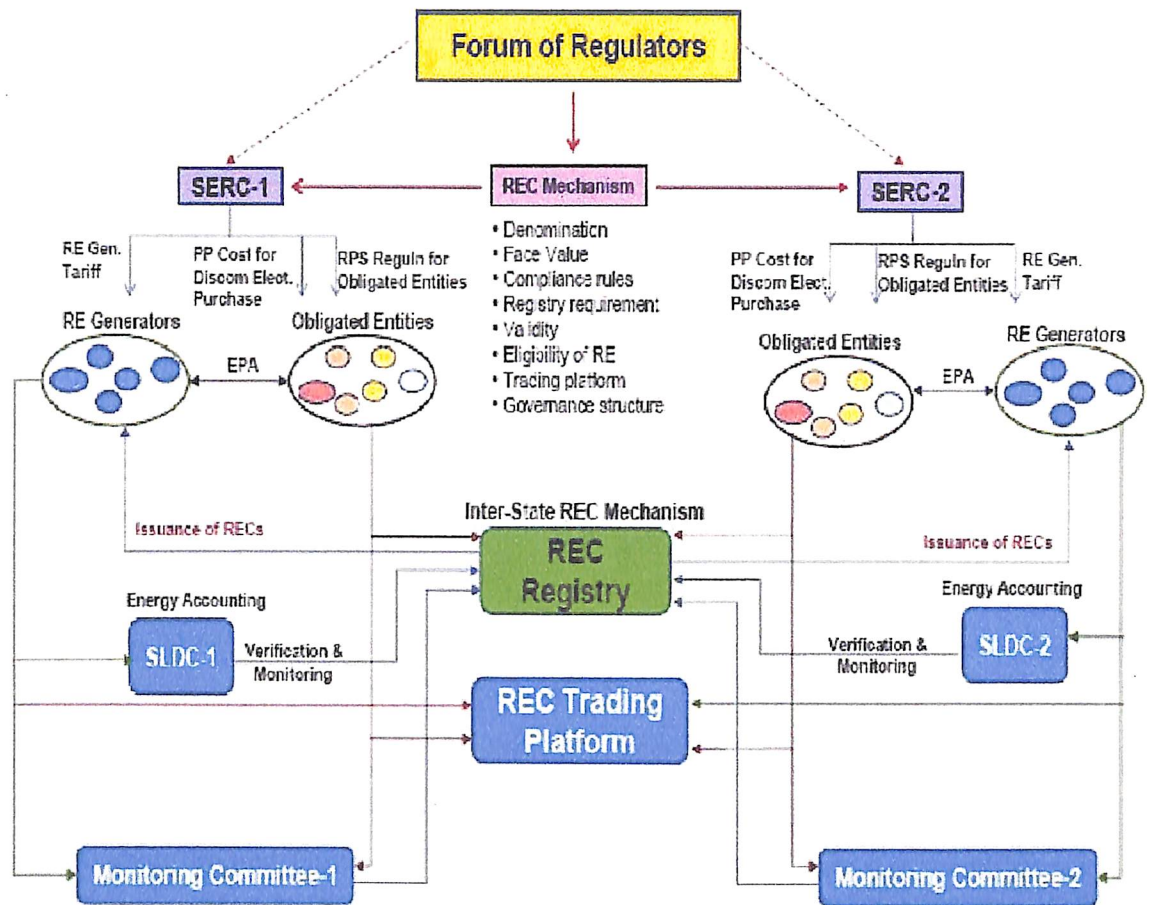 Forum of Regulators
SERC-1
REC Mechanism
SERC-2
RE Gen.
Tariff
PP Cost for
Discom Elect.
Purchase
RPS Reguln for
Obligated Entities
• Denomination
• Face Value
• Compliance rules
• Registry requirement
• Validity
• Eligibility of RE
• Trading platform
• Governance structure
PP Cost for
Discom Elect.
Purchase
RPS Reguln for
Obligated Entities
RE Gen.
Tariff
RE Generators
Obligated Entities
EPA
Obligated Entities
RE Generators
EPA
Inter-State REC Mechanism
REC
Registry
Issuance of RECs
Issuance of RECs
Energy Accounting
SLDC-1
Verification &
Monitoring
Energy Accounting
SLDC-2
Verification &
Monitoring
REC Trading
Platform
Monitoring Committee-1
Monitoring Committee-2